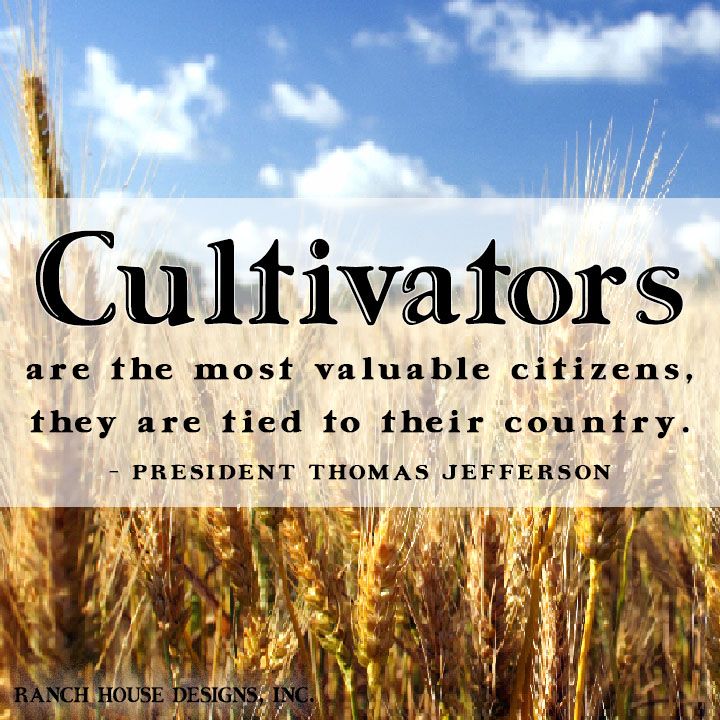 Cultivators
are the most valuable citizens,
they are tied to their country.
- PRESIDENT THOMAS JEFFERSON
RANCH HOUSE DESIGNS, INC.